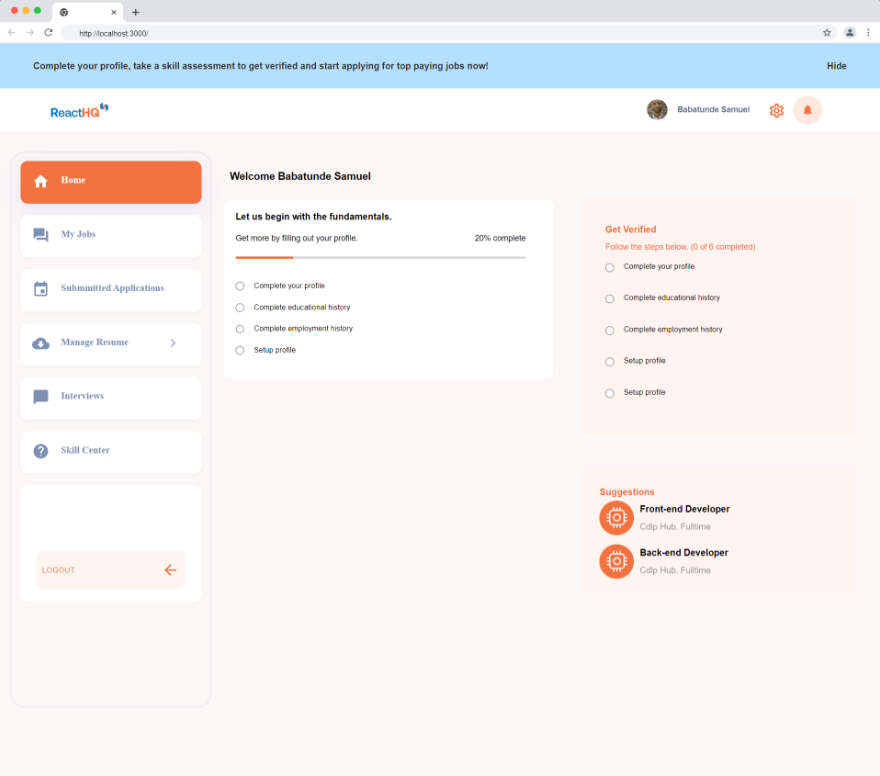 http://localhost:3000/
Complete your profile, take a skill assessment to get verified and start applying for top paying jobs now!
Hide
ReactHQ
Babatunde Samuel
Home
My Jobs
Submmitted Applications
Manage Resume
Interviews
Skill Center
LOGOUT
Welcome Babatunde Samuel
Let us begin with the fundamentals.
Get more by filling out your profile.
20% complete
Complete your profile
Complete educational history
Complete employment history
Setup profile
Get Verified
Follow the steps below. (0 of 6 completed)
Complete your profile
Complete educational history
Complete employment history
Setup profile
Setup profile
Suggestions
Front-end Developer
Cdlp Hub. Fulltime
Back-end Developer
Cdlp Hub. Fulltime